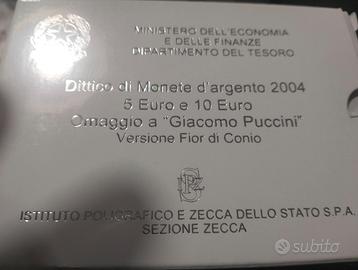 MINISTERO DELL'ECONOMIA
E DELLE FINANZE
DIPARTIMENTO DEL TESORO
Dittico di Monete d'argento 2004
5 Euro e 10 Euro
Omaggio a "Giacomo Puccini"
Versione Fior di Conio
ISTITUTO POLIGRAFICO E ZECCA DELLO STATO S.P.A.
SEZIONE ZECCA
subito